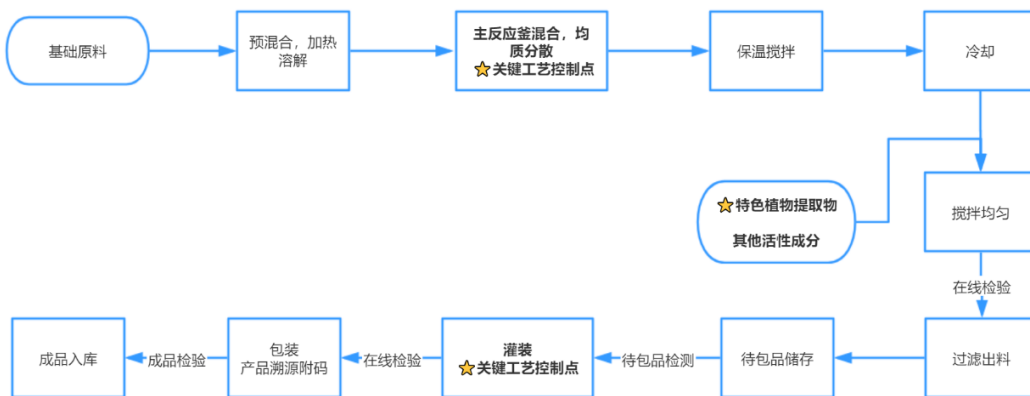 基础原料
预混合，加热
溶解
主反应釜混合，均
质分散
关键工艺控制点
保温搅拌
冷却
特色植物提取物
其他活性成分
搅拌均匀
在线检验
过滤出料
待包品储存
待包品检测
灌装
关键工艺控制点
在线检验
包装
产品溯源附码
成品检验
成品入库